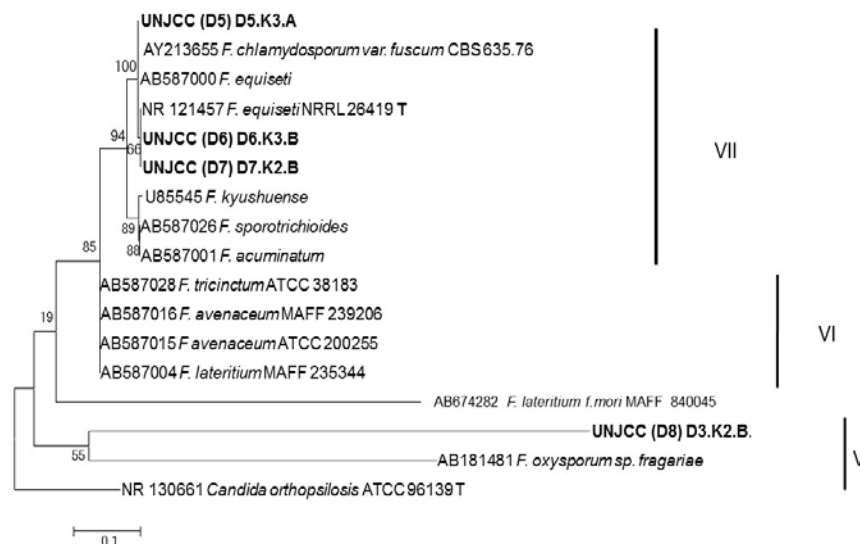 UNJCC (D5) D5.K3.A
AY213655 F. chlamydosporum var. fuscum CBS 635.76
100
AB587000 F. equiseti
NR 121457 F. equiseti NRRL 26419 T
94
66
UNJCC (D6) D6.K3.B
VII
UNJCC (D7) D7.K2.B
U85545 F. kyushuense
89
AB587026 F. sporotrichioides
88
AB587001 F. acuminatum
85
AB587028 F. tricinctum ATCC 38183
AB587016 F. avenaceum MAFF 239206
19
VI
AB587015 F avenaceum ATCC 200255
AB587004 F. lateritium MAFF 235344
AB674282 F. lateritium f.mori MAFF 840045
UNJCC (D8) D3.K2.B.
55
AB181481 F. oxysporum sp. fragariae
V
NR 130661 Candida orthopsilosis ATCC 96139 T
0.1